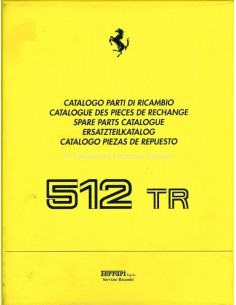 CATALOGO PARTI DI RICAMBIO
CATALOGUE DES PIECES DE RECHANGE
SPARE PARTS CATALOGUE
ERSATZTEILKATALOG
CATALOGO PIEZAS DE REPUESTO
512 TR
Ferrari S.p.A.
Servizio Ricambi